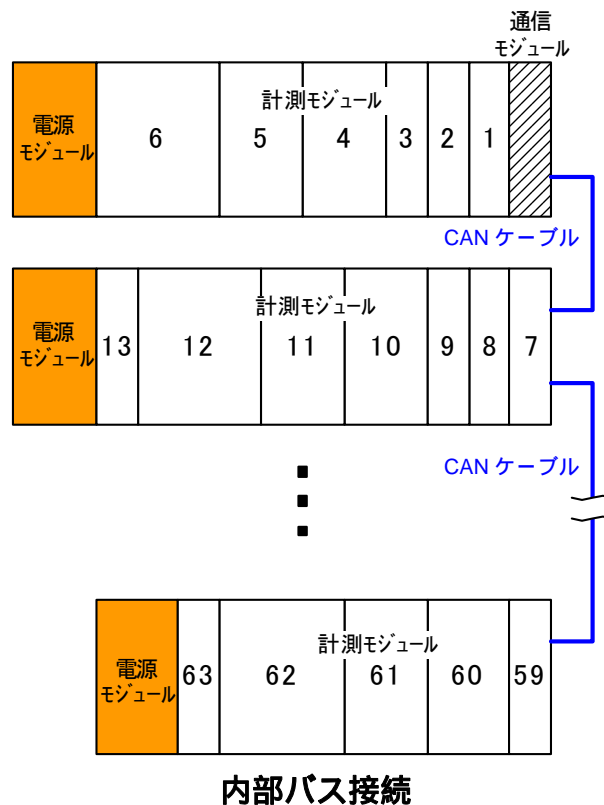 通信
モジュール
計測モジュール
電源
モジュール
6 5 4 3 2 1
CAN ケーブル
計測モジュール
電源
モジュール
13 12 11 10 9 8 7
CAN ケーブル
計測モジュール
電源
モジュール
63 62 61 60 59
内部バス接続